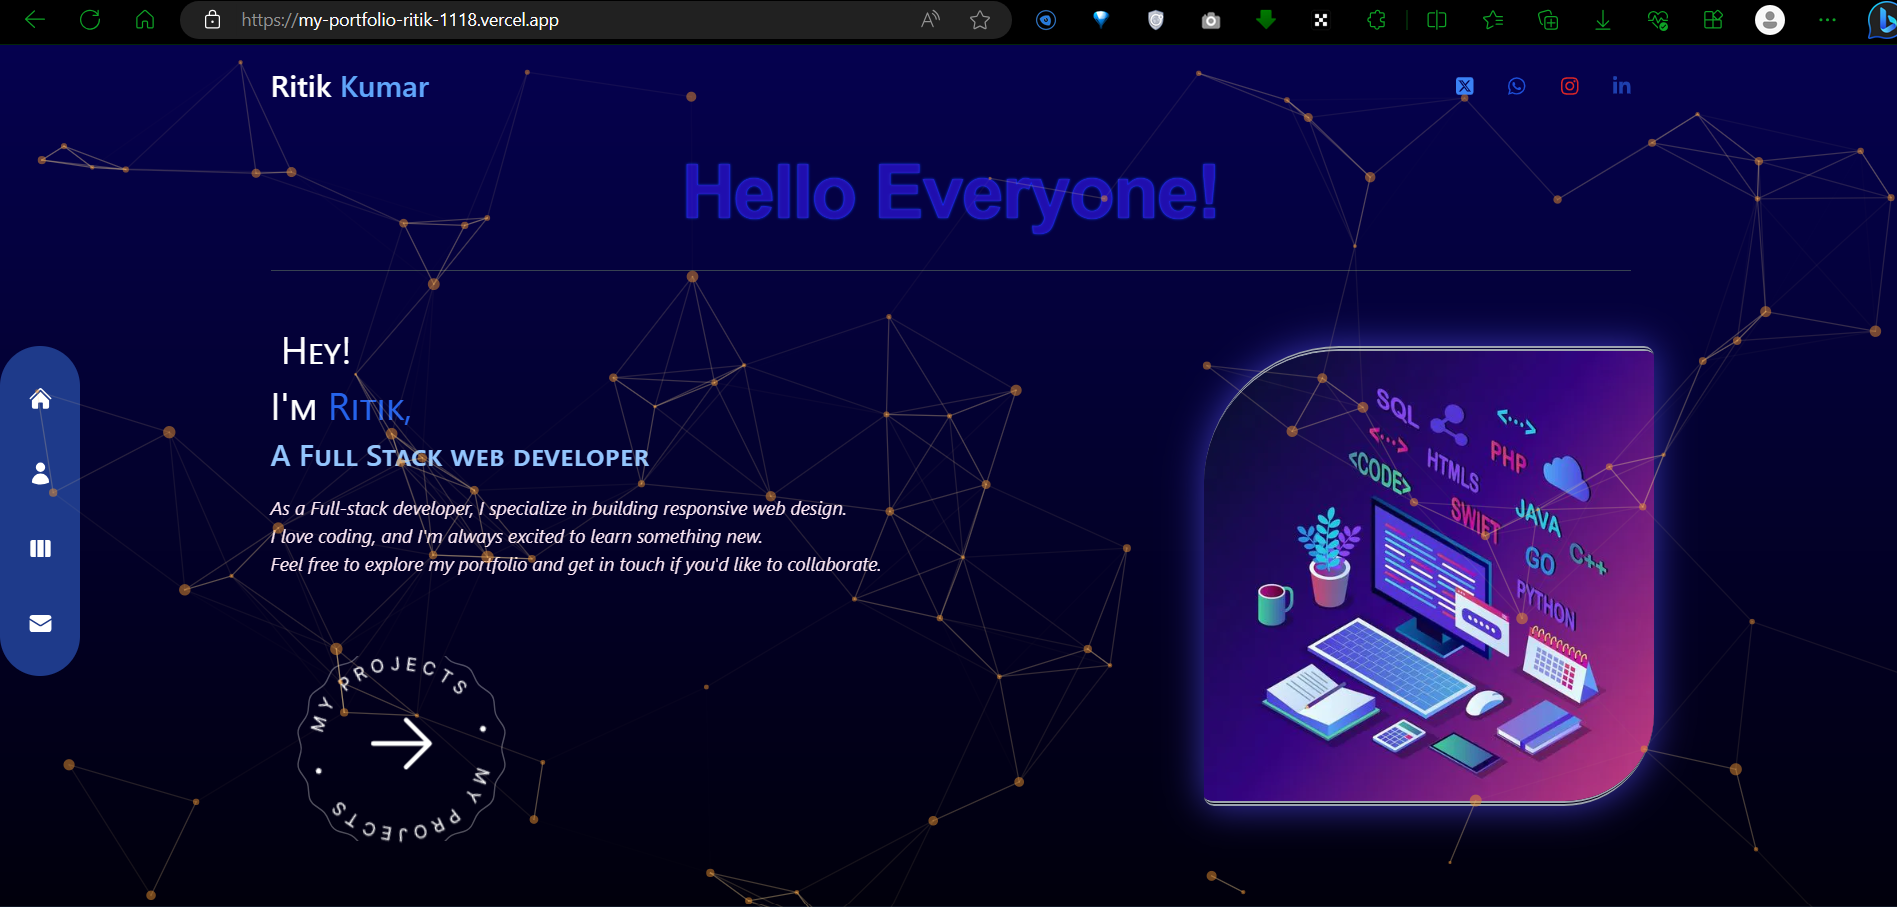 https://my-portfolio-ritik-1118.vercel.app
Ritik Kumar
Hello Everyone!
Hey!
I'm Ritik,
A Full Stack web developer
As a Full-stack developer, I specialize in building responsive web design.
I love coding, and I'm always excited to learn something new.
Feel free to explore my portfolio and get in touch if you'd like to collaborate.
MY PROJECTS • MY PROJECTS •
SQL
<···>
<···>
PHP
HTMLS
<CODE>
SWIFT
JAVA
GO
C++
PYTHON